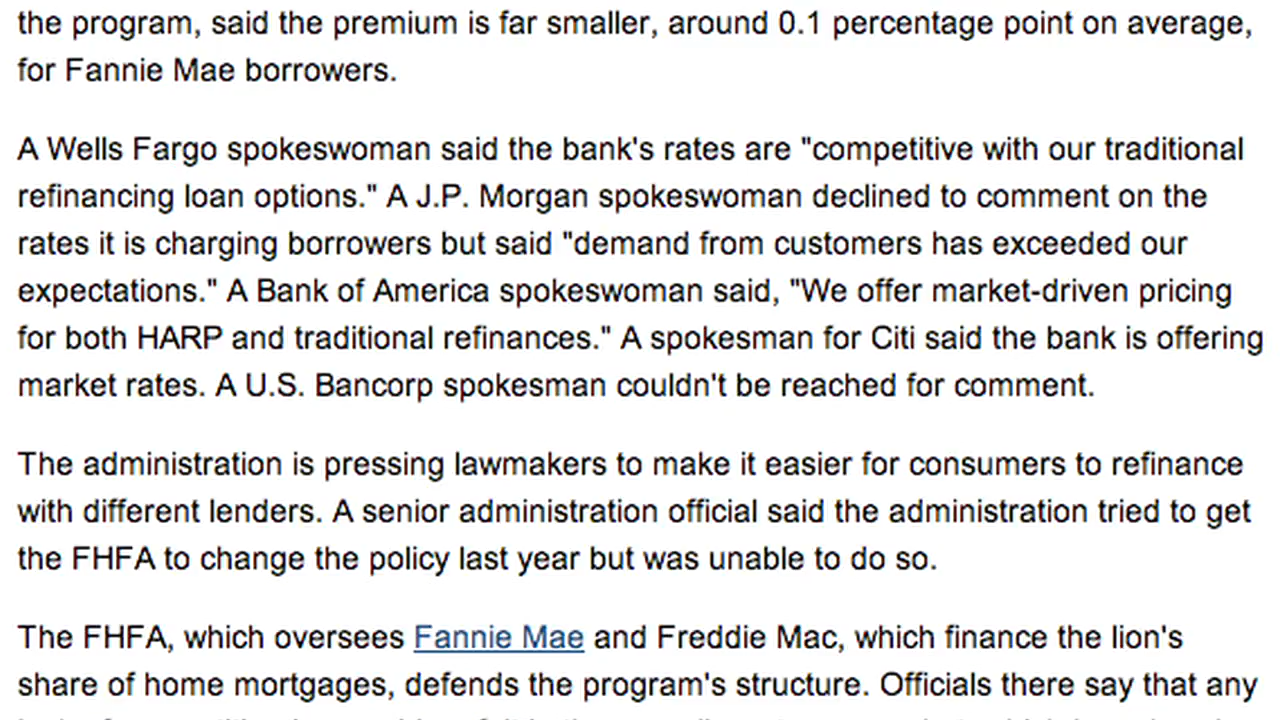 the program, said the premium is far smaller, around 0.1 percentage point on average,
for Fannie Mae borrowers.
A Wells Fargo spokeswoman said the bank's rates are "competitive with our traditional
refinancing loan options." A J.P. Morgan spokeswoman declined to comment on the
rates it is charging borrowers but said "demand from customers has exceeded our
expectations." A Bank of America spokeswoman said, "We offer market-driven pricing
for both HARP and traditional refinances." A spokesman for Citi said the bank is offering
market rates. A U.S. Bancorp spokesman couldn't be reached for comment.
The administration is pressing lawmakers to make it easier for consumers to refinance
with different lenders. A senior administration official said the administration tried to get
the FHFA to change the policy last year but was unable to do so.
The FHFA, which oversees Fannie Mae and Freddie Mac, which finance the lion's
share of home mortgages, defends the program's structure. Officials there say that any